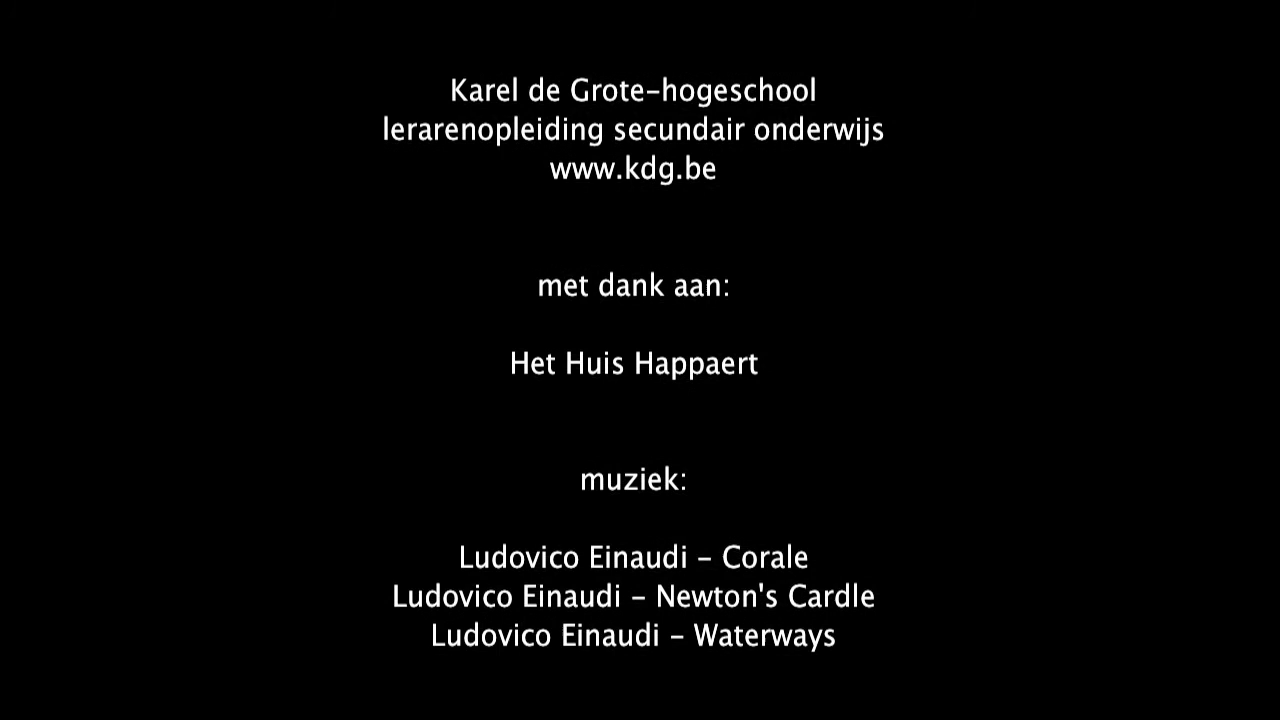 Karel de Grote-hogeschool
lerarenopleiding secundair onderwijs
www.kdg.be
met dank aan:
Het Huis Happaert
muziek:
Ludovico Einaudi - Corale
Ludovico Einaudi - Newton's Cardle
Ludovico Einaudi - Waterways